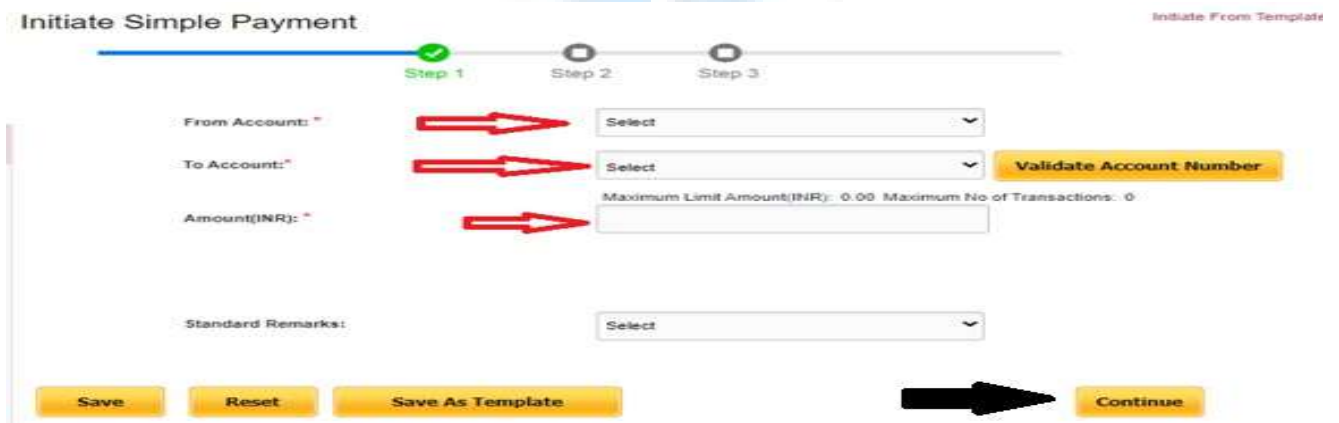 Initiate Simple Payment
Initiate From Template
Step 1 Step 2 Step 3
From Account: * Select
To Account:* Select Validate Account Number
Maximum Limit Amount(INR): 0.00 Maximum No of Transactions: 0
Amount(INR): *
Standard Remarks: Select
Save Reset Save As Template Continue